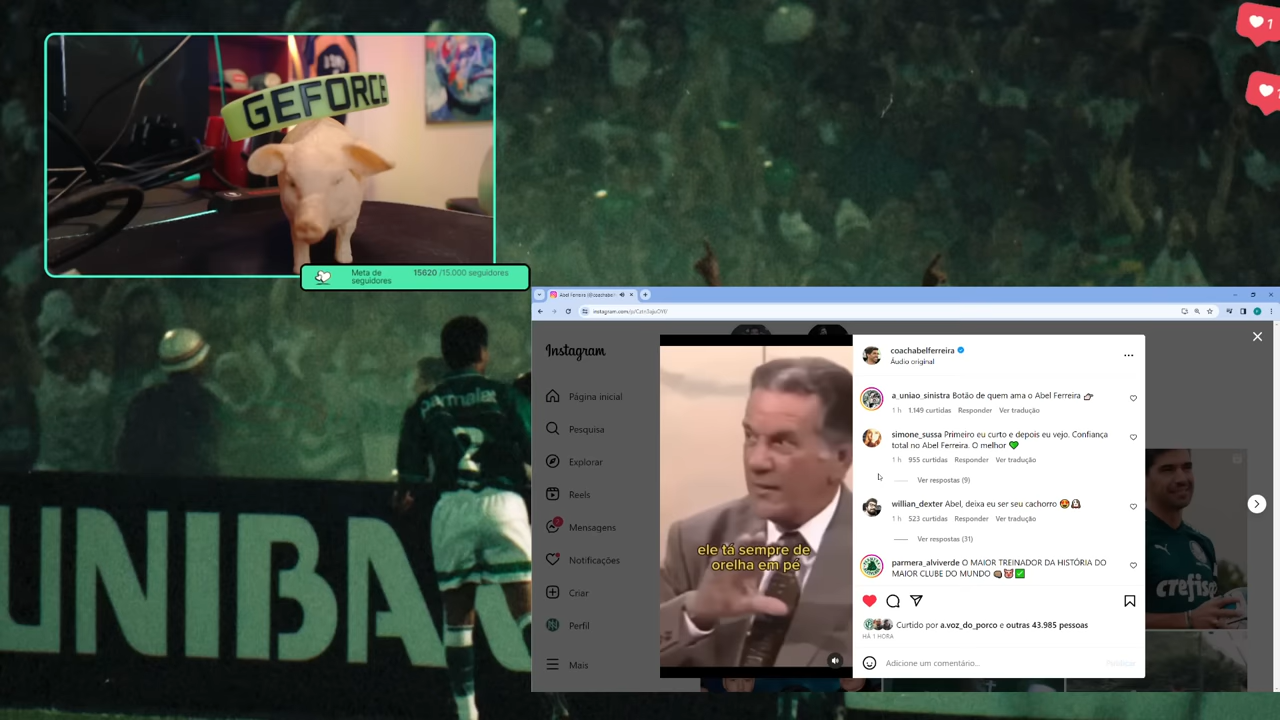 GEFORCE
Meta de
seguidores
15620 /15.000 seguidores
1
parmalat
2
UNIBA
Abel Ferreira (@coachabelf
instagram.com/p/
Instagram
Página inicial
Pesquisa
Explorar
Reels
Mensagens
Notificações
Criar
Perfil
Mais
ele tá sempre de
orelha em pé
coachabelferreira
Áudio original
a_uniao_sinistra Botão de quem ama o Abel Ferreira 👉
1 h 1.149 curtidas Responder Ver tradução
simone_sussa Primeiro eu curto e depois eu vejo. Confiança
total no Abel Ferreira. O melhor 💚
1 h 955 curtidas Responder Ver tradução
Ver respostas (9)
willian_dexter Abel, deixa eu ser seu cachorro
1 h 523 curtidas Responder Ver tradução
Ver respostas (31)
parmera_alviverde O MAIOR TREINADOR DA HISTÓRIA DO
MAIOR CLUBE DO MUNDO
Curtido por a.voz_do_porco e outras 43.985 pessoas
HÁ 1 HORA
Adicione um comentário...
Publicar
crefisa